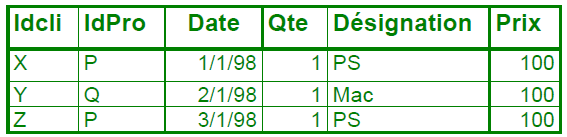 Idcli IdPro Date Qte Désignation Prix
X P 1/1/98 1 PS 100
Y Q 2/1/98 1 Mac 100
Z P 3/1/98 1 PS 100